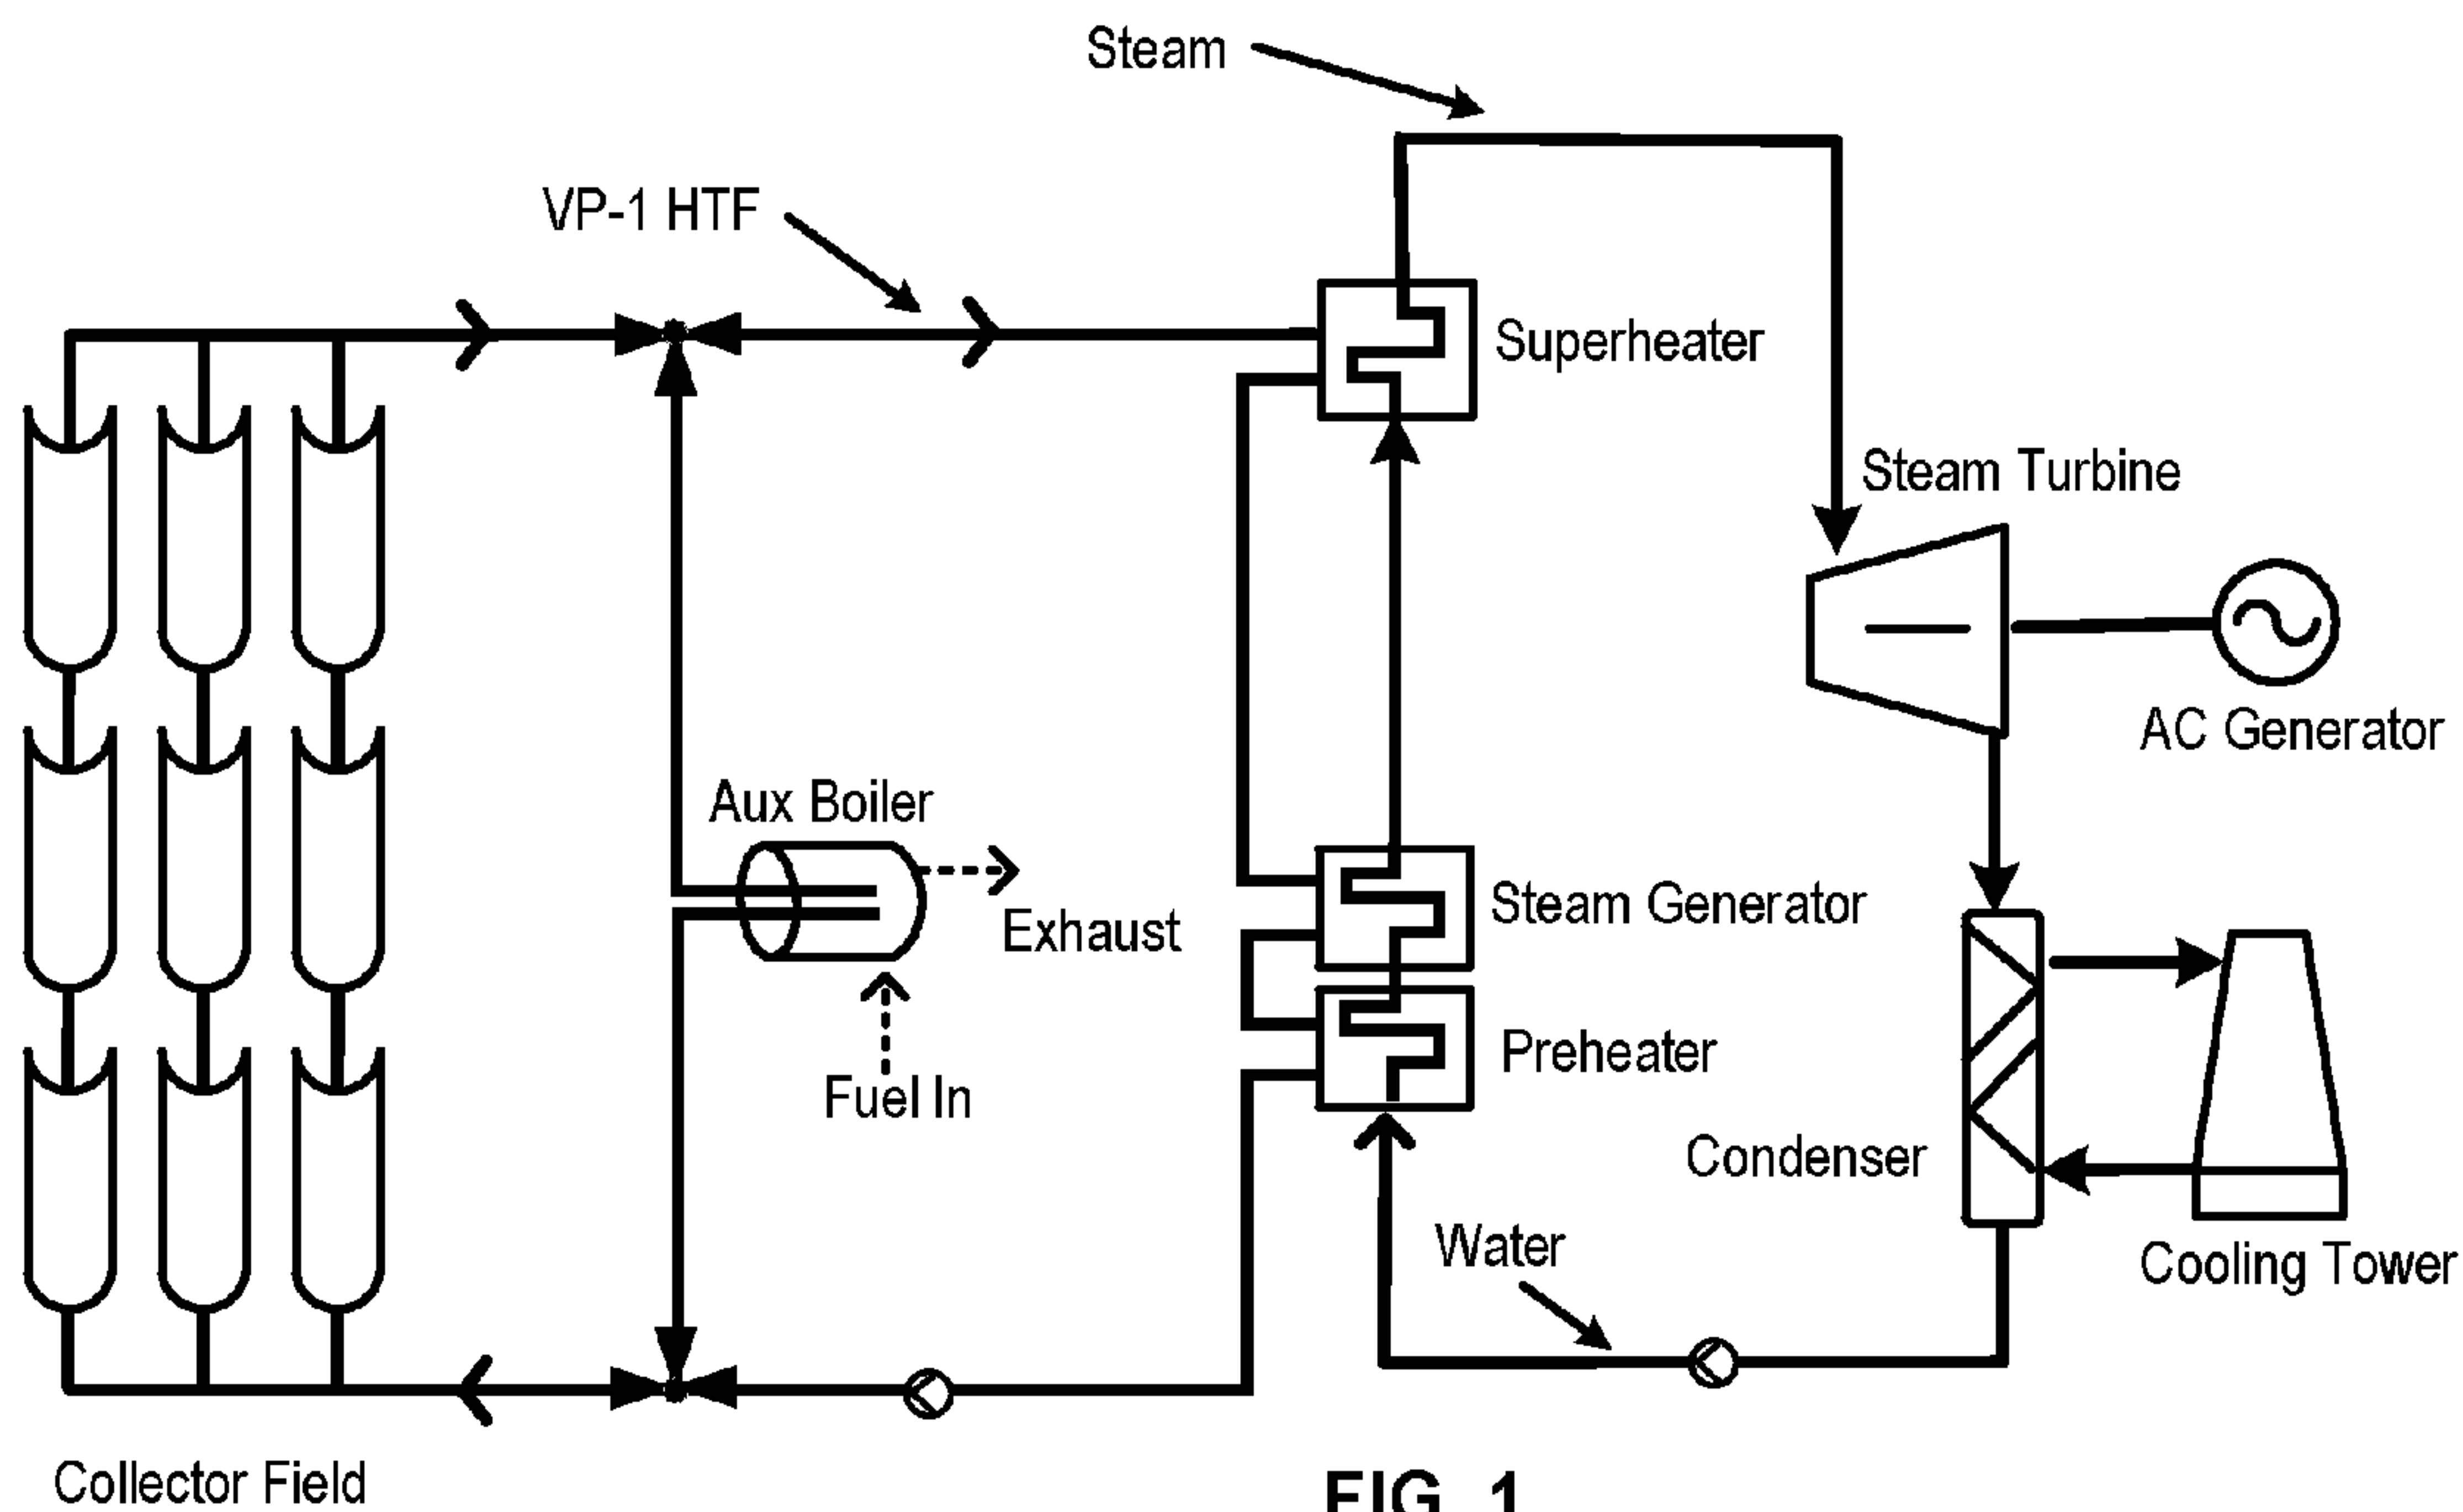 Steam
VP-1 HTF
Superheater
Steam Turbine
AC Generator
Aux Boiler
Exhaust
Steam Generator
Fuel In
Preheater
Condenser
Water
Cooling Tower
Collector Field
FIG. 1